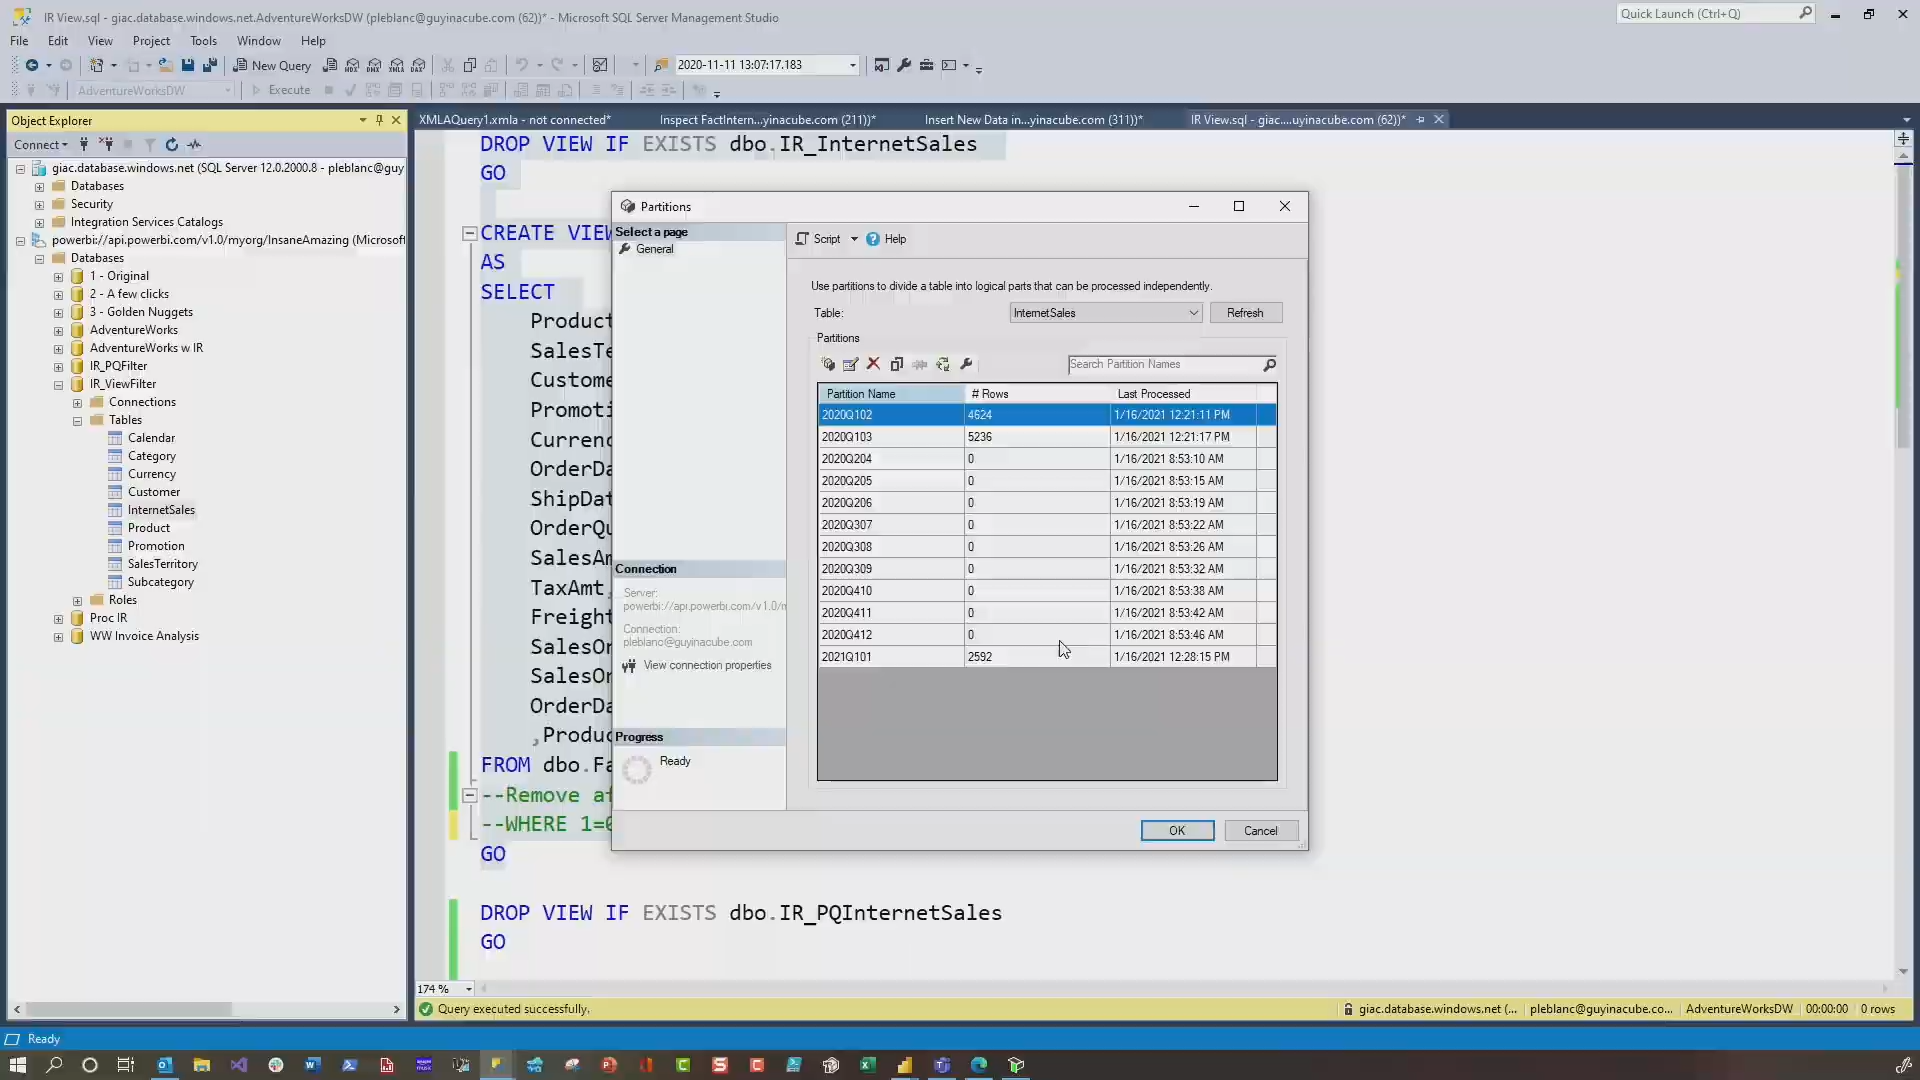 IR View.sql - giac.database.windows.net.AdventureWorksDW (pleblanc@guyinacube.com (62))* - Microsoft SQL Server Management Studio
Quick Launch (Ctrl+Q)
File Edit View Project Tools Window Help
New Query
2020-11-11 13:07:17.183
AdventureWorksDW
Execute
Object Explorer
XMLAQuery1.xmla - not connected*
Inspect FactIntern...yinacube.com (211))*
Insert New Data in...yinacube.com (311))*
IR View.sql - giac....uyinacube.com (62))*
Connect
giac.database.windows.net (SQL Server 12.0.2000.8 - pleblanc@guy
Databases
Security
Integration Services Catalogs
powerbi://api.powerbi.com/v1.0/myorg/InsaneAmazing (Microsoft
Databases
1 - Original
2 - A few clicks
3 - Golden Nuggets
AdventureWorks
AdventureWorks w IR
IR_PQFilter
IR_ViewFilter
Connections
Tables
Calendar
Category
Currency
Customer
InternetSales
Product
Promotion
SalesTerritory
Subcategory
Roles
Proc IR
WW Invoice Analysis
DROP VIEW IF EXISTS dbo.IR_InternetSales
GO
CREATE VIEW
AS
SELECT
Product
SalesTe
Custome
Promoti
Currenc
OrderDa
ShipDat
OrderQu
SalesAm
TaxAmt,
Freight
SalesOr
SalesOr
OrderDa
,Produc
FROM dbo.Fa
--Remove af
--WHERE 1=0
GO
DROP VIEW IF EXISTS dbo.IR_PQInternetSales
GO
Partitions
Select a page
General
Script
Help
Use partitions to divide a table into logical parts that can be processed independently.
Table:
InternetSales
Refresh
Partitions
Search Partition Names
Partition Name # Rows Last Processed
2020Q102 4624 1/16/2021 12:21:11 PM
2020Q103 5236 1/16/2021 12:21:17 PM
2020Q204 0 1/16/2021 8:53:10 AM
2020Q205 0 1/16/2021 8:53:15 AM
2020Q206 0 1/16/2021 8:53:19 AM
2020Q307 0 1/16/2021 8:53:22 AM
2020Q308 0 1/16/2021 8:53:26 AM
2020Q309 0 1/16/2021 8:53:32 AM
2020Q410 0 1/16/2021 8:53:38 AM
2020Q411 0 1/16/2021 8:53:42 AM
2020Q412 0 1/16/2021 8:53:46 AM
2021Q101 2592 1/16/2021 12:28:15 PM
Connection
Server:
powerbi://api.powerbi.com/v1.0/m
Connection:
pleblanc@guyinacube.com
View connection properties
Progress
Ready
OK
Cancel
174 %
Query executed successfully.
giac.database.windows.net (... pleblanc@guyinacube.co... AdventureWorksDW 00:00:00 0 rows
Ready